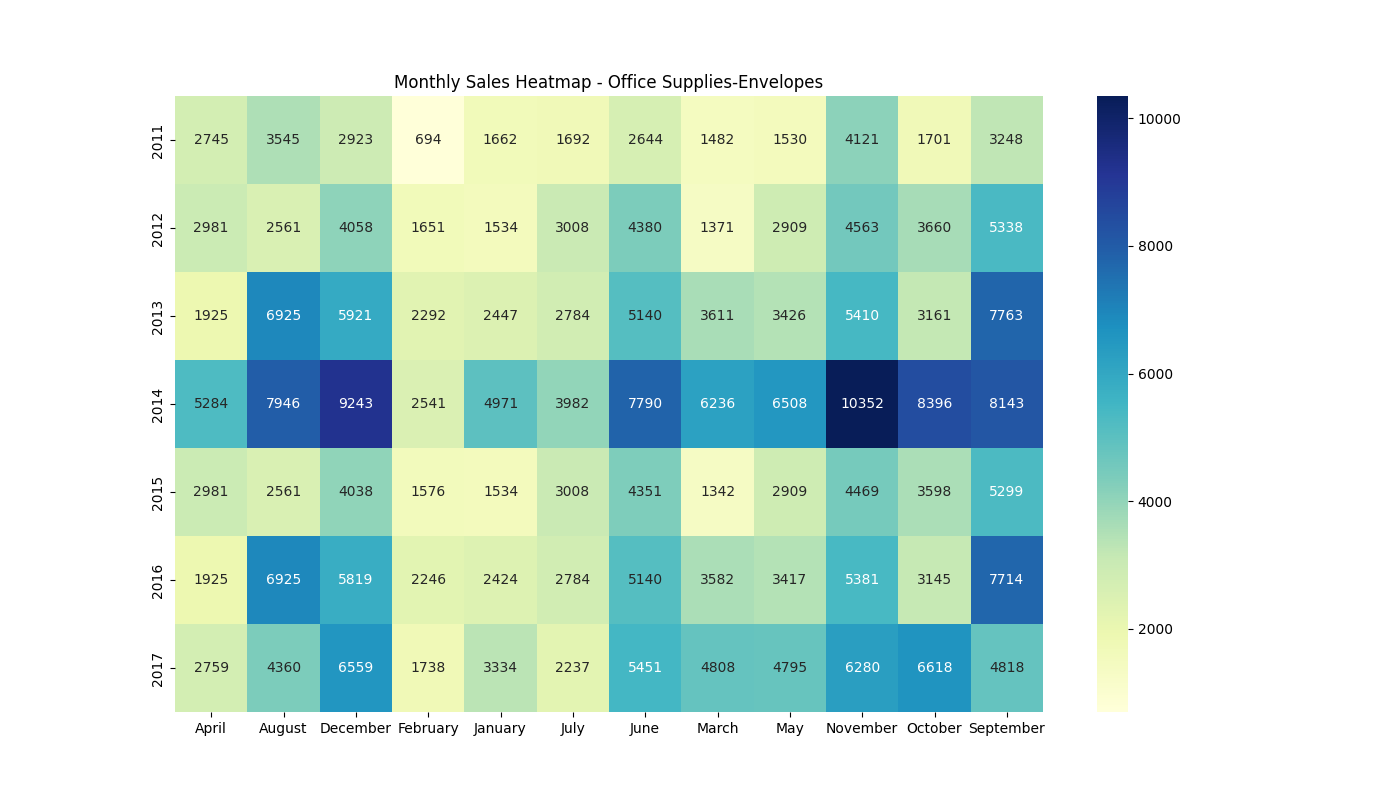 Monthly Sales Heatmap - Office Supplies-Envelopes
2011 2745 3545 2923 694 1662 1692 2644 1482 1530 4121 1701 3248
2012 2981 2561 4058 1651 1534 3008 4380 1371 2909 4563 3660 5338
2013 1925 6925 5921 2292 2447 2784 5140 3611 3426 5410 3161 7763
2014 5284 7946 9243 2541 4971 3982 7790 6236 6508 10352 8396 8143
2015 2981 2561 4038 1576 1534 3008 4351 1342 2909 4469 3598 5299
2016 1925 6925 5819 2246 2424 2784 5140 3582 3417 5381 3145 7714
2017 2759 4360 6559 1738 3334 2237 5451 4808 4795 6280 6618 4818
April August December February January July June March May November October September
10000
8000
6000
4000
2000